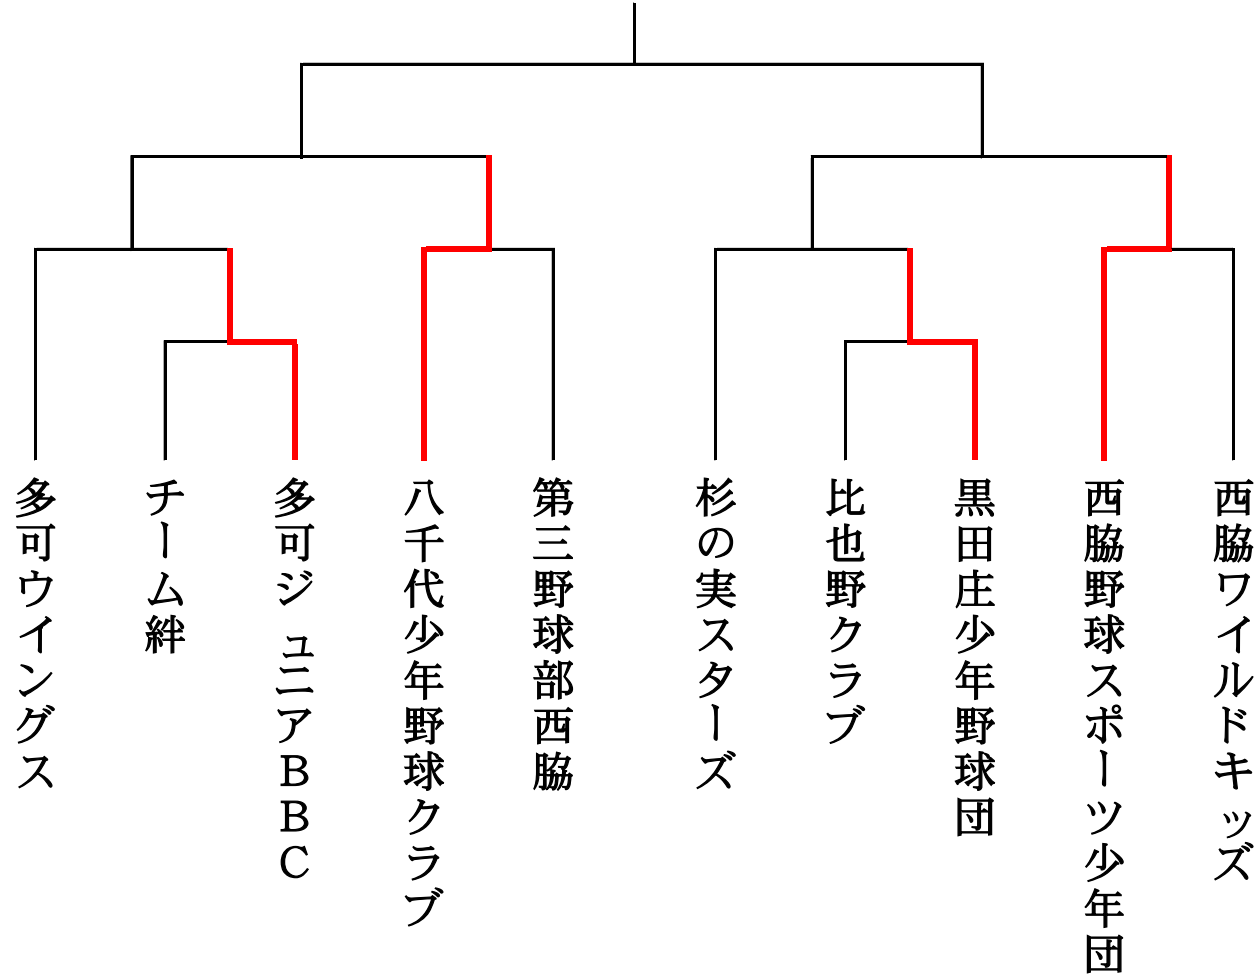 多可ウイングス
チーム絆
多可ジュニアＢＢＣ
八千代少年野球クラブ
第三野球部西脇
杉の実スターズ
比也野クラブ
黒田庄少年野球団
西脇野球スポーツ少年団
西脇ワイルドキッズ